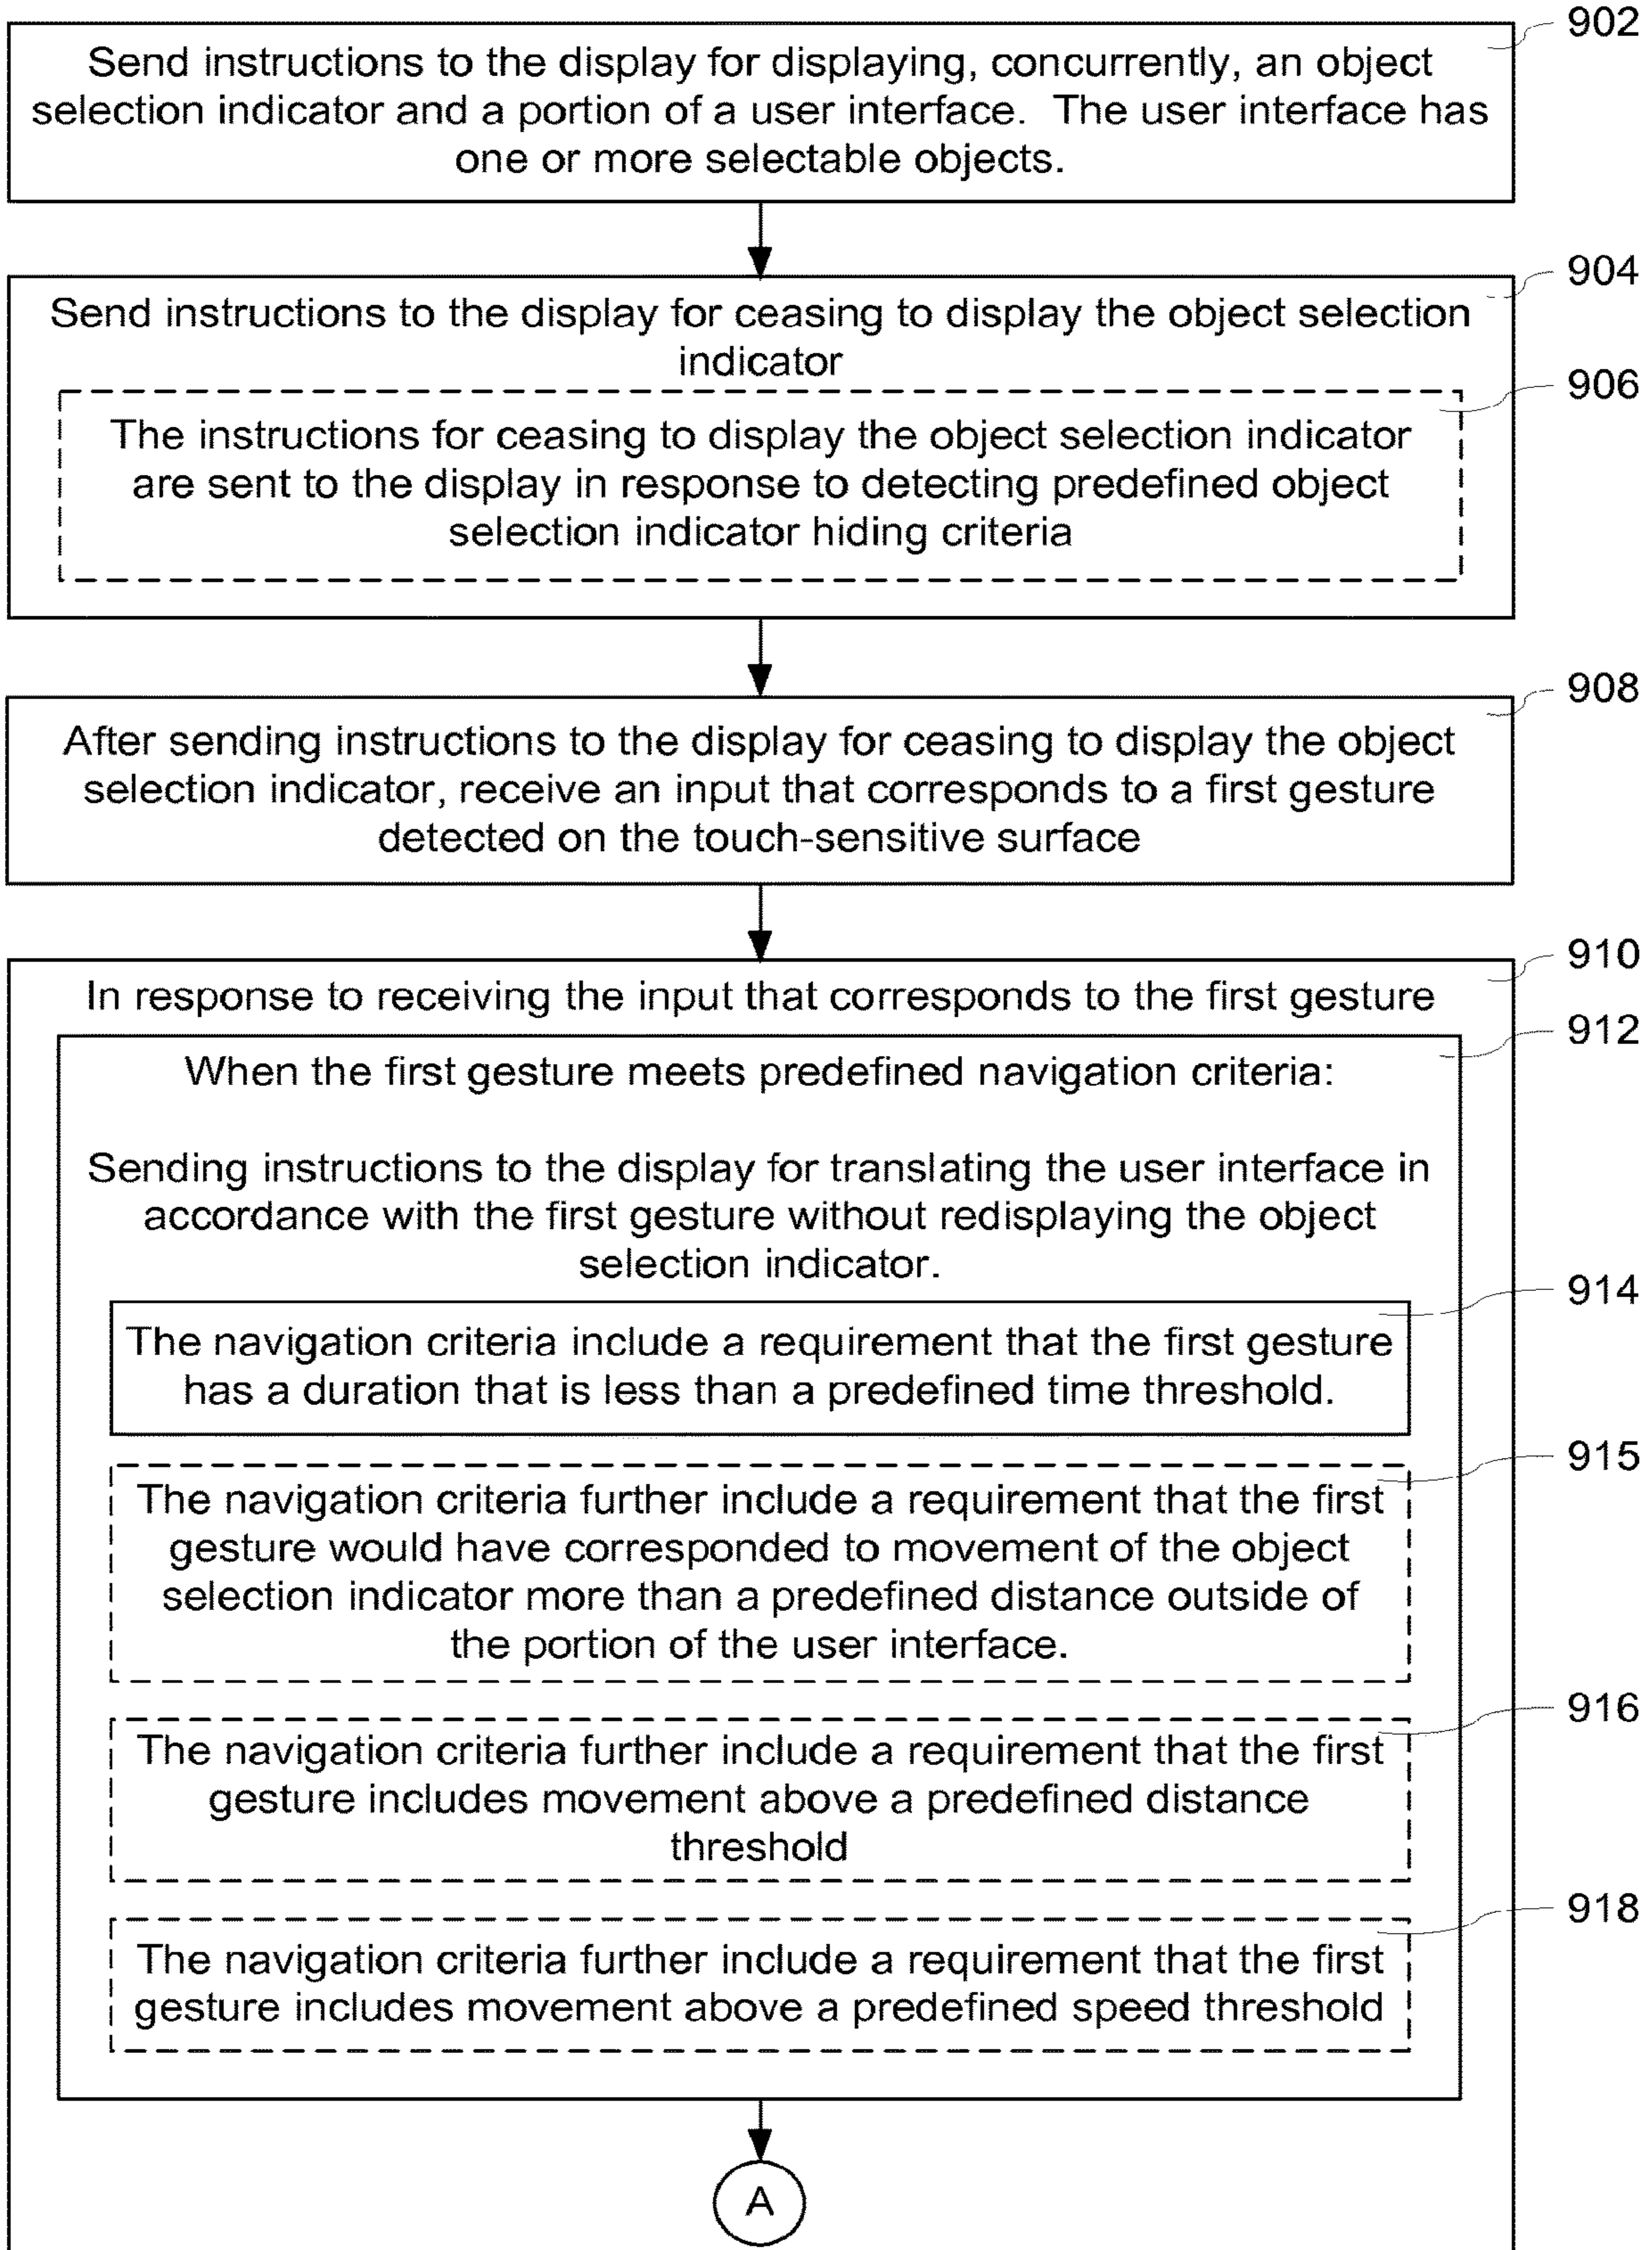 902
Send instructions to the display for displaying, concurrently, an object
selection indicator and a portion of a user interface.  The user interface has
one or more selectable objects.
904
Send instructions to the display for ceasing to display the object selection
indicator
906
The instructions for ceasing to display the object selection indicator
are sent to the display in response to detecting predefined object
selection indicator hiding criteria
908
After sending instructions to the display for ceasing to display the object
selection indicator, receive an input that corresponds to a first gesture
detected on the touch-sensitive surface
910
In response to receiving the input that corresponds to the first gesture
912
When the first gesture meets predefined navigation criteria:
Sending instructions to the display for translating the user interface in
accordance with the first gesture without redisplaying the object
selection indicator.
914
The navigation criteria include a requirement that the first gesture
has a duration that is less than a predefined time threshold.
915
The navigation criteria further include a requirement that the first
gesture would have corresponded to movement of the object
selection indicator more than a predefined distance outside of
the portion of the user interface.
916
The navigation criteria further include a requirement that the first
gesture includes movement above a predefined distance
threshold
918
The navigation criteria further include a requirement that the first
gesture includes movement above a predefined speed threshold
A